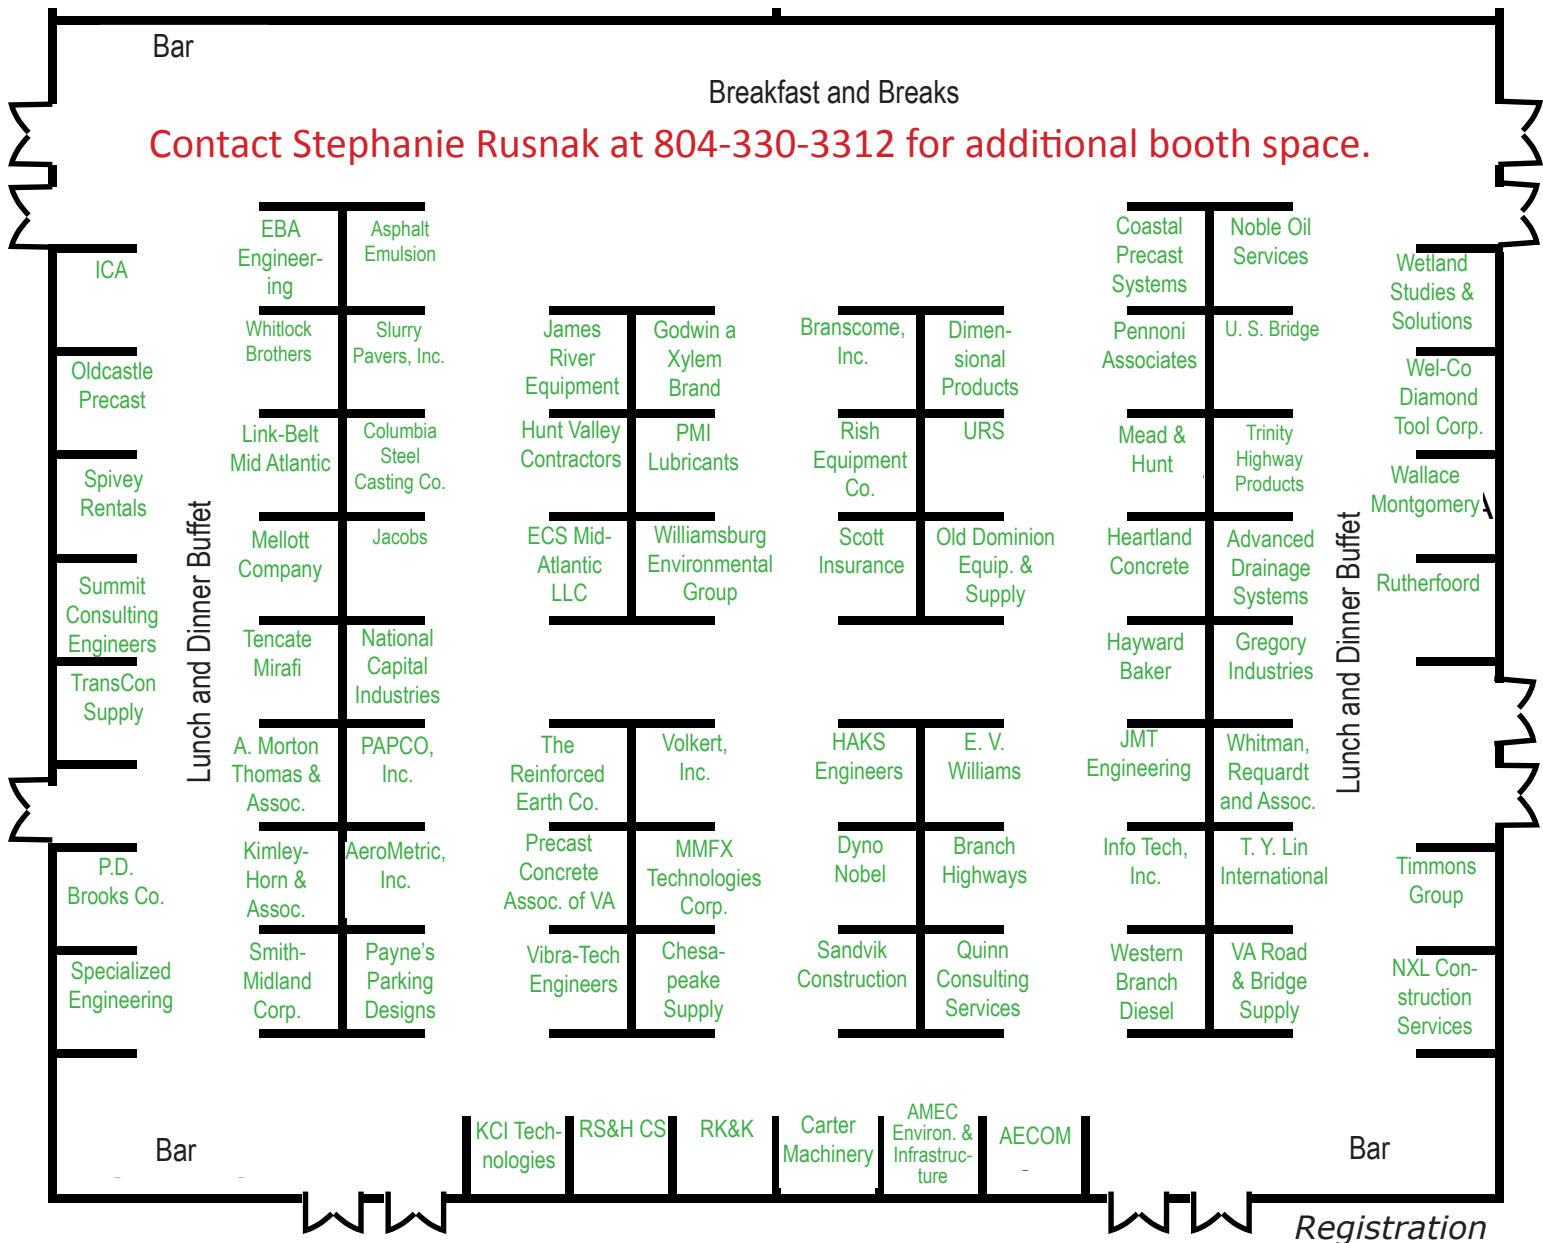 Bar
Breakfast and Breaks
Contact Stephanie Rusnak at 804-330-3312 for additional booth space.
ICA
Oldcastle
Precast
Spivey
Rentals
Summit
Consulting
Engineers
TransCon
Supply
P.D.
Brooks Co.
Specialized
Engineering
Lunch and Dinner Buffet
EBA
Engineer-
ing
Asphalt
Emulsion
Whitlock
Brothers
Slurry
Pavers, Inc.
Link-Belt
Mid Atlantic
Columbia
Steel
Casting Co.
Mellott
Company
Jacobs
Tencate
Mirafi
National
Capital
Industries
A. Morton
Thomas &
Assoc.
PAPCO,
Inc.
Kimley-
Horn &
Assoc.
AeroMetric,
Inc.
Smith-
Midland
Corp.
Payne's
Parking
Designs
James
River
Equipment
Godwin a
Xylem
Brand
Hunt Valley
Contractors
PMI
Lubricants
ECS Mid-
Atlantic
LLC
Williamsburg
Environmental
Group
The
Reinforced
Earth Co.
Volkert,
Inc.
Precast
Concrete
Assoc. of VA
MMFX
Technologies
Corp.
Vibra-Tech
Engineers
Chesa-
peake
Supply
Branscome,
Inc.
Dimen-
sional
Products
Rish
Equipment
Co.
URS
Scott
Insurance
Old Dominion
Equip. &
Supply
HAKS
Engineers
E. V.
Williams
Dyno
Nobel
Branch
Highways
Sandvik
Construction
Quinn
Consulting
Services
Coastal
Precast
Systems
Noble Oil
Services
Pennoni
Associates
U. S. Bridge
Mead &
Hunt
Trinity
Highway
Products
Heartland
Concrete
Advanced
Drainage
Systems
Hayward
Baker
Gregory
Industries
JMT
Engineering
Whitman,
Requardt
and Assoc.
Info Tech,
Inc.
T. Y. Lin
International
Western
Branch
Diesel
VA Road
& Bridge
Supply
Lunch and Dinner Buffet
Wetland
Studies &
Solutions
Wel-Co
Diamond
Tool Corp.
Wallace
Montgomery
Rutherfoord
Timmons
Group
NXL Con-
struction
Services
Bar
KCI Tech-
nologies
RS&H CS
RK&K
Carter
Machinery
AMEC
Environ. &
Infrastruc-
ture
AECOM
Bar
Registration